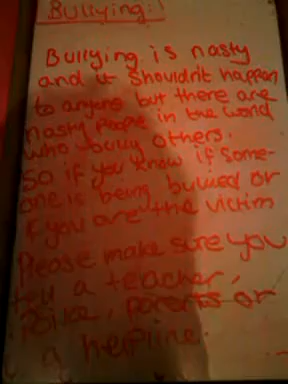 Bullying:
Bullying is nasty
and it shouldn't happen
to anyone but there are
nasty people in the world
who bully others.
So if you know if some-
one is being bullied or
if you are the victim
Please make sure you
tell a teacher,
Police, parents or
a helpline.